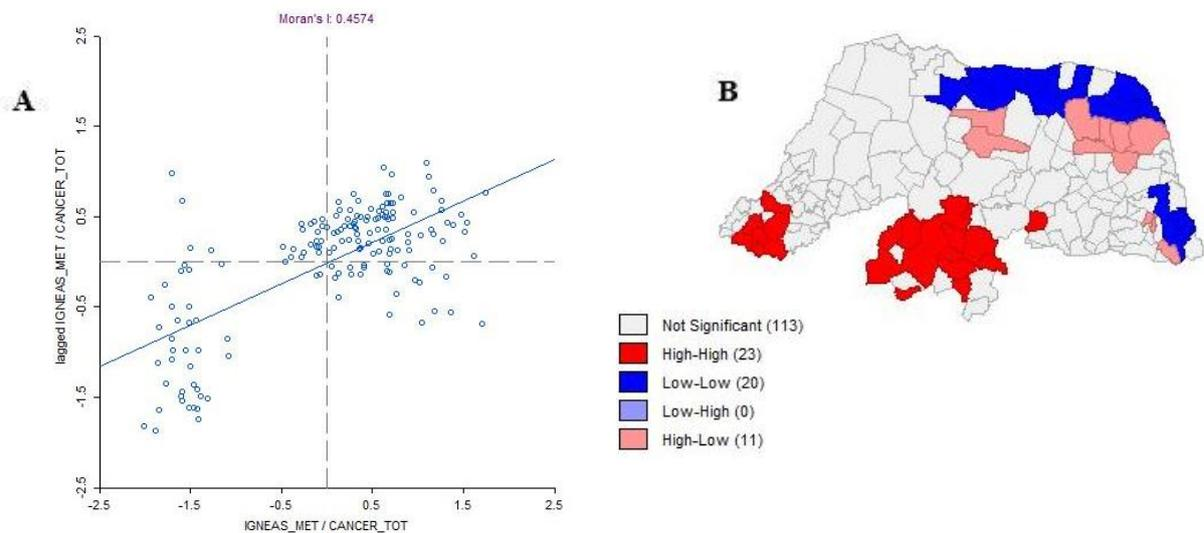 Moran's I: 0.4574
A
lagged IGNEAS_MET / CANCER_TOT
2.5
1.5
0.5
-0.5
-1.5
-2.5
-2.5 -1.5 -0.5 0.5 1.5 2.5
IGNEAS_MET / CANCER_TOT
B
Not Significant (113)
High-High (23)
Low-Low (20)
Low-High (0)
High-Low (11)